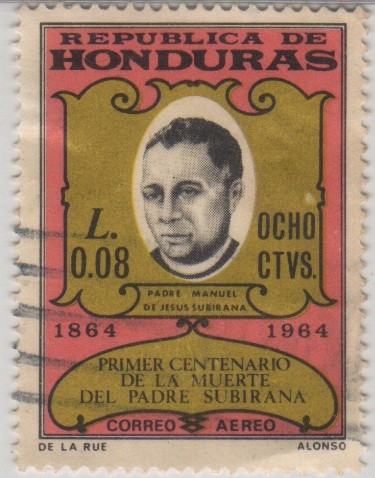 REPUBLICA DE
HONDURAS
L.
0.08
OCHO
CTVS.
PADRE MANUEL
DE JESUS SUBIRANA
1864 1964
PRIMER CENTENARIO
DE LA MUERTE
DEL PADRE SUBIRANA
CORREO AEREO
DE LA RUE ALONSO